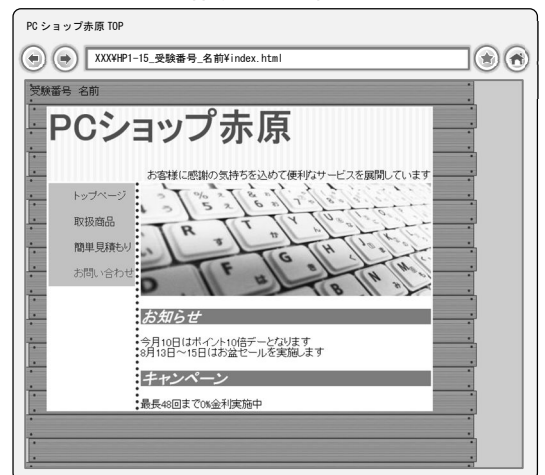 PC ショップ赤原 TOP
XXX¥HP1-15_受験番号_名前¥index.html
受験番号 名前
PCショップ赤原
お客様に感謝の気持ちを込めて便利なサービスを展開しています
トップページ
取扱商品
簡単見積もり
お問い合わせ
お知らせ
今月10日はポイント10倍デーとなります
8月13日～15日はお盆セールを実施します
キャンペーン
最長48回まで0%金利実施中